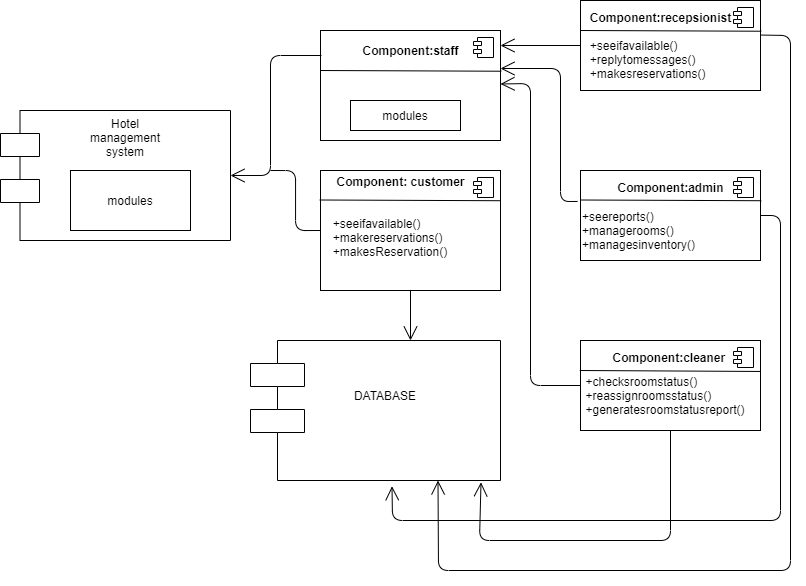 Hotel
management
system
modules
Component:staff
modules
Component: customer
+seeifavailable()
+makereservations()
+makesReservation()
DATABASE
Component:recepsionist
+seeifavailable()
+replytomessages()
+makesreservations()
Component:admin
+seereports()
+managerooms()
+managesinventory()
Component:cleaner
+checksroomstatus()
+reassignroomsstatus()
+generatesroomstatusreport()